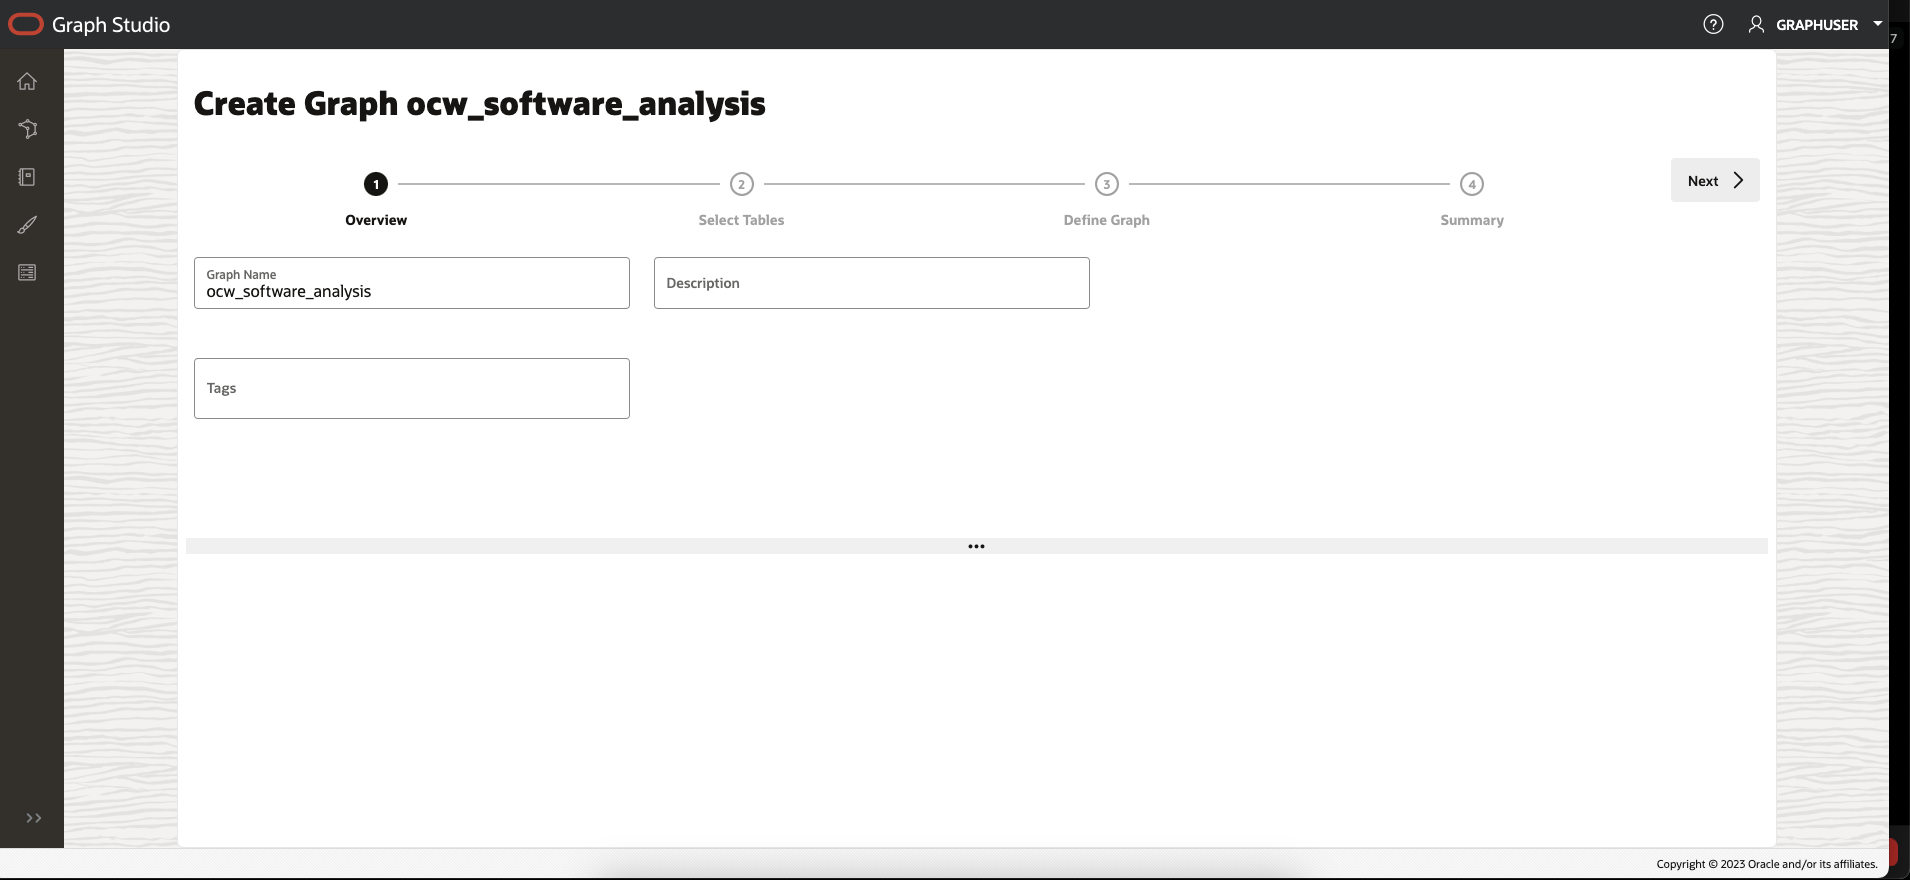 Graph Studio
GRAPHUSER
7
Create Graph ocw_software_analysis
1
2
3
4
Next
Overview
Select Tables
Define Graph
Summary
Graph Name
ocw_software_analysis
Description
Tags
Copyright © 2023 Oracle and/or its affiliates.